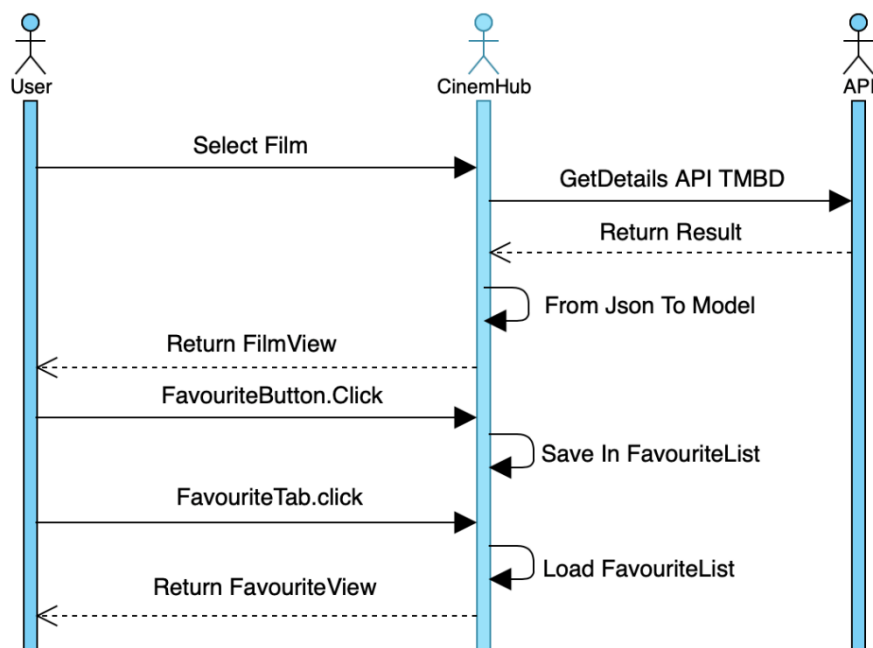 User
CinemHub
API
Select Film
GetDetails API TMBD
Return Result
From Json To Model
Return FilmView
FavouriteButton.Click
Save In FavouriteList
FavouriteTab.click
Load FavouriteList
Return FavouriteView